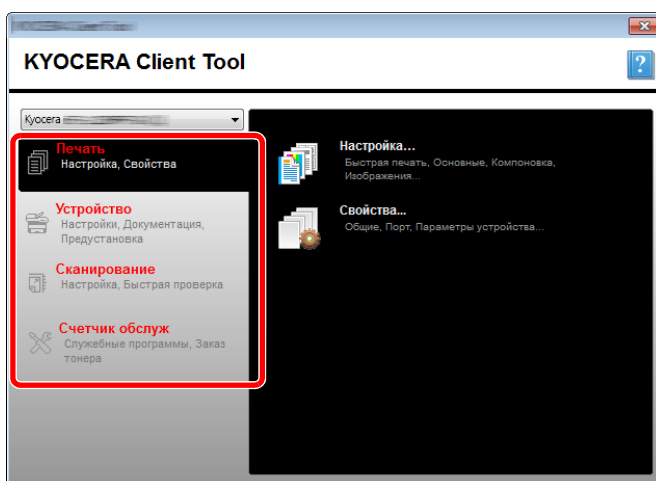 KYOCERA Client Tool
?
Kyocera
Печать
Настройка, Свойства
Устройство
Настройки, Документация,
Предустановка
Сканирование
Настройка, Быстрая проверка
Счетчик обслуж
Служебные программы, Заказ
тонера
Настройка...
Быстрая печать, Основные, Компоновка,
Изображения...
Свойства...
Общие, Порт, Параметры устройства...